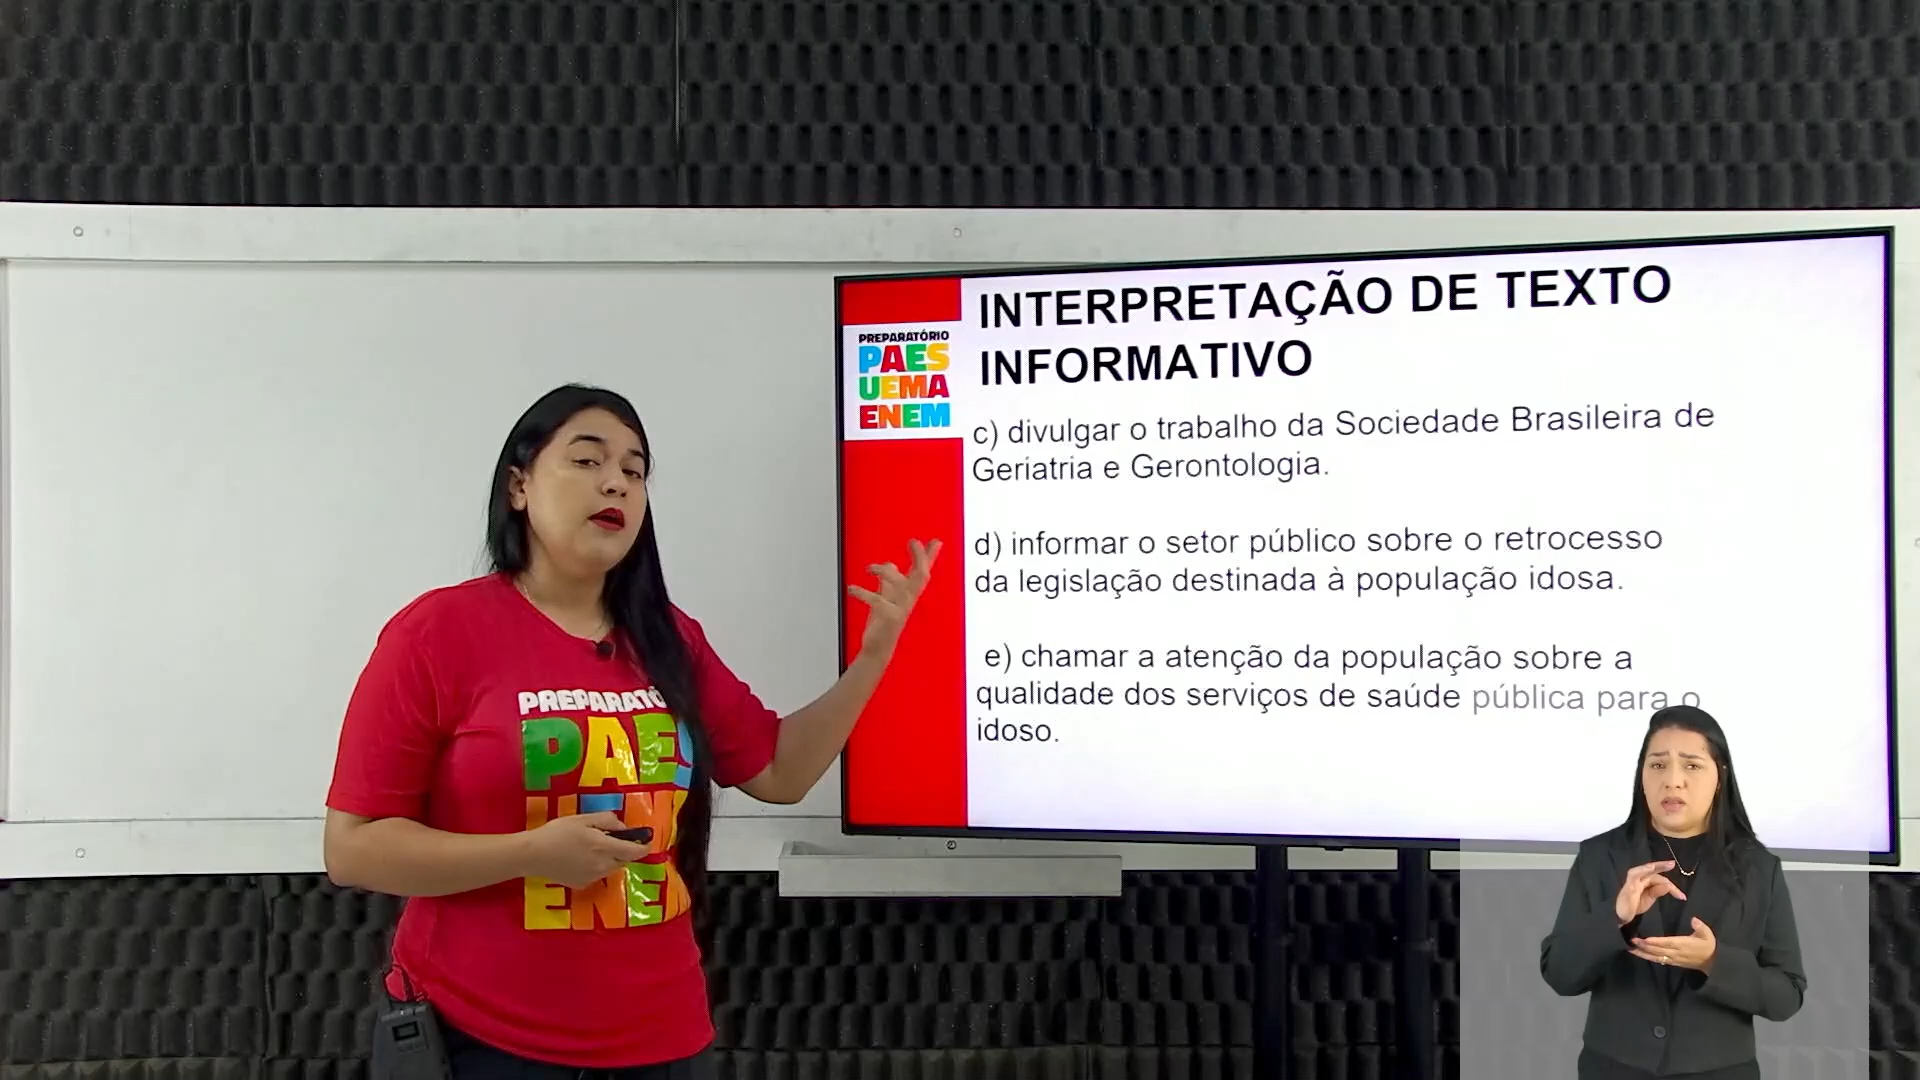 INTERPRETAÇÃO DE TEXTO
INFORMATIVO
PREPARATÓRIO
PAES
UEMA
ENEM
c) divulgar o trabalho da Sociedade Brasileira de
Geriatria e Gerontologia.
d) informar o setor público sobre o retrocesso
da legislação destinada à população idosa.
e) chamar a atenção da população sobre a
qualidade dos serviços de saúde pública para o
idoso.
PREPARATÓ
PAES
UEMA
ENEM